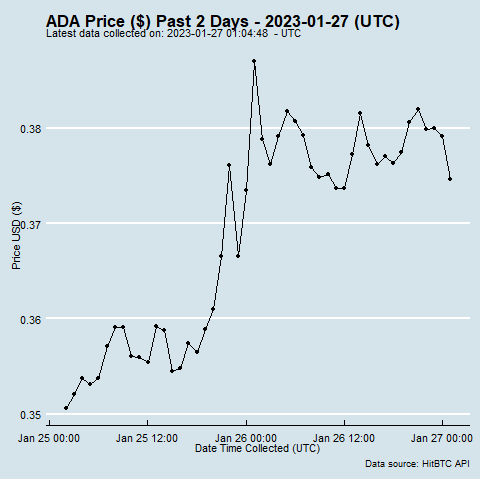 ADA Price ($) Past 2 Days - 2023-01-27 (UTC)
Latest data collected on: 2023-01-27 01:04:48 - UTC
0.38
0.37
0.36
0.35
Price USD ($)
Jan 25 00:00
Jan 25 12:00
Jan 26 00:00
Jan 26 12:00
Jan 27 00:00
Date Time Collected (UTC)
Data source: HitBTC API